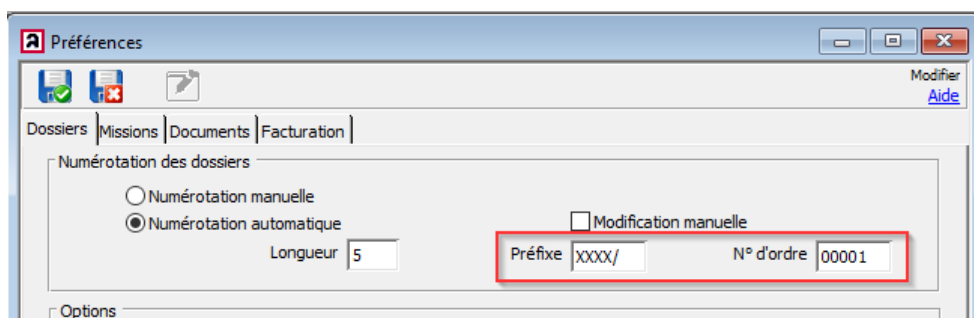 a Préférences
Modifier
Aide
Dossiers Missions Documents Facturation
Numérotation des dossiers
Numérotation manuelle
Numérotation automatique Modification manuelle
Longueur 5 Préfixe XXXX/ N° d'ordre 00001
Options